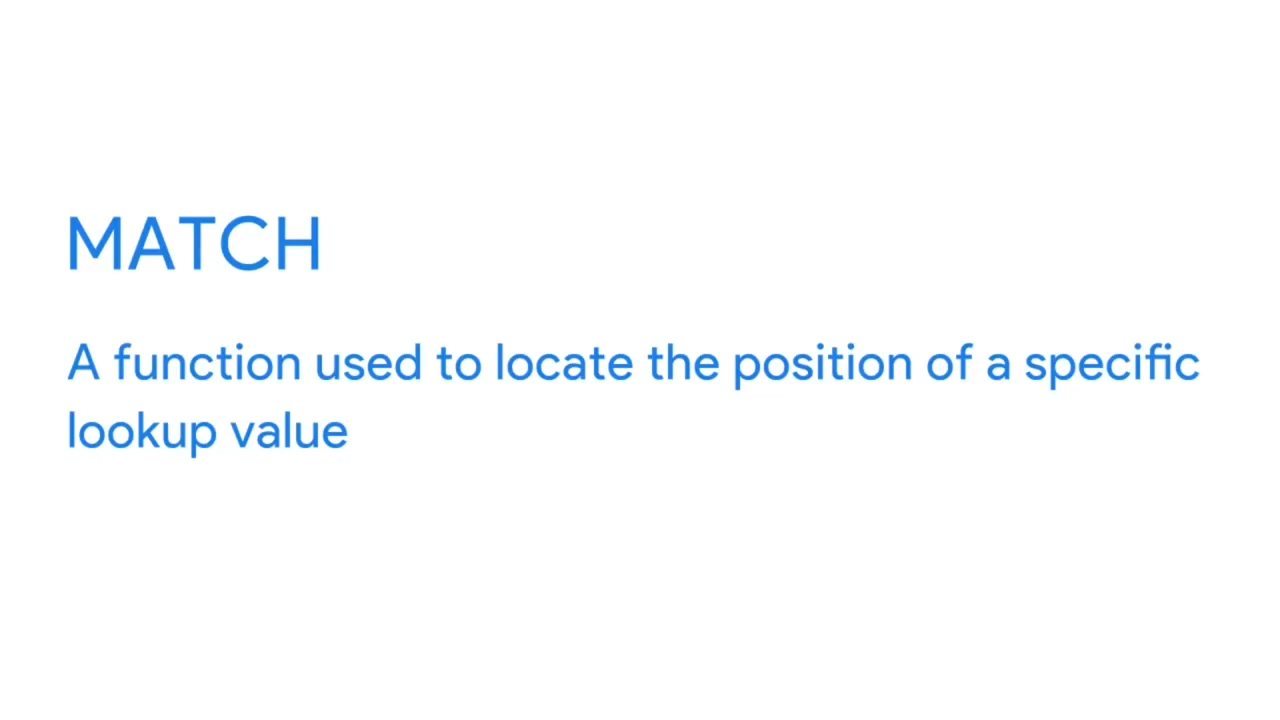 MATCH
A function used to locate the position of a specific
lookup value